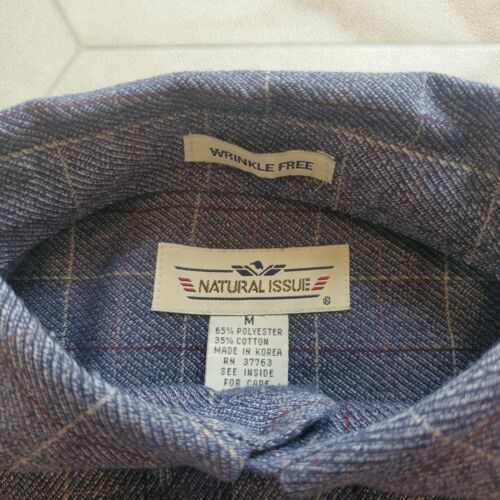 WRINKLE FREE
NATURAL ISSUE
®
M
65% POLYESTER
35% COTTON
MADE IN KOREA
RN 37763
SEE INSIDE
FOR CARE